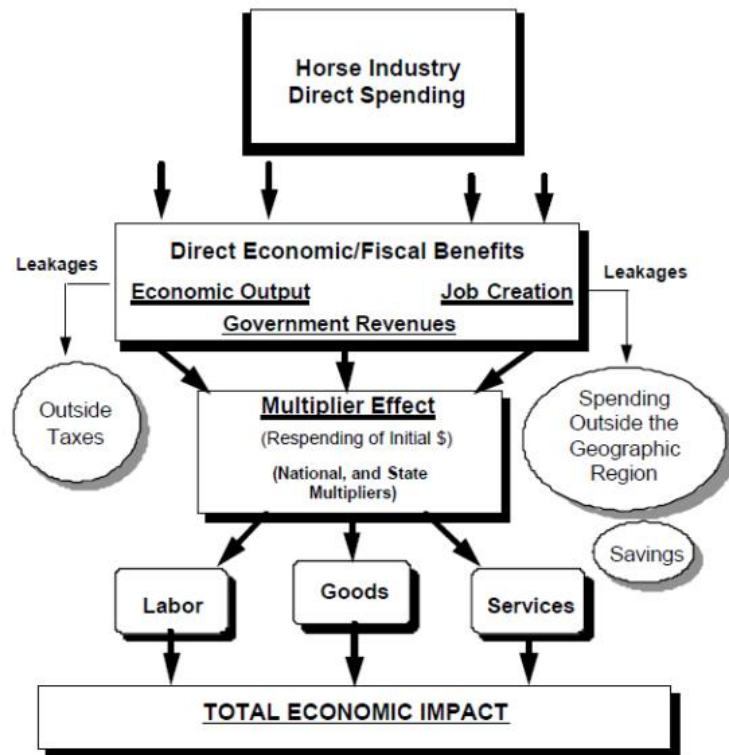 Horse Industry
Direct Spending
Direct Economic/Fiscal Benefits
Leakages
Leakages
Economic Output
Job Creation
Government Revenues
Outside
Taxes
Multiplier Effect
(Respending of Initial $)
(National, and State
Multipliers)
Spending
Outside the
Geographic
Region
Savings
Labor
Goods
Services
TOTAL ECONOMIC IMPACT